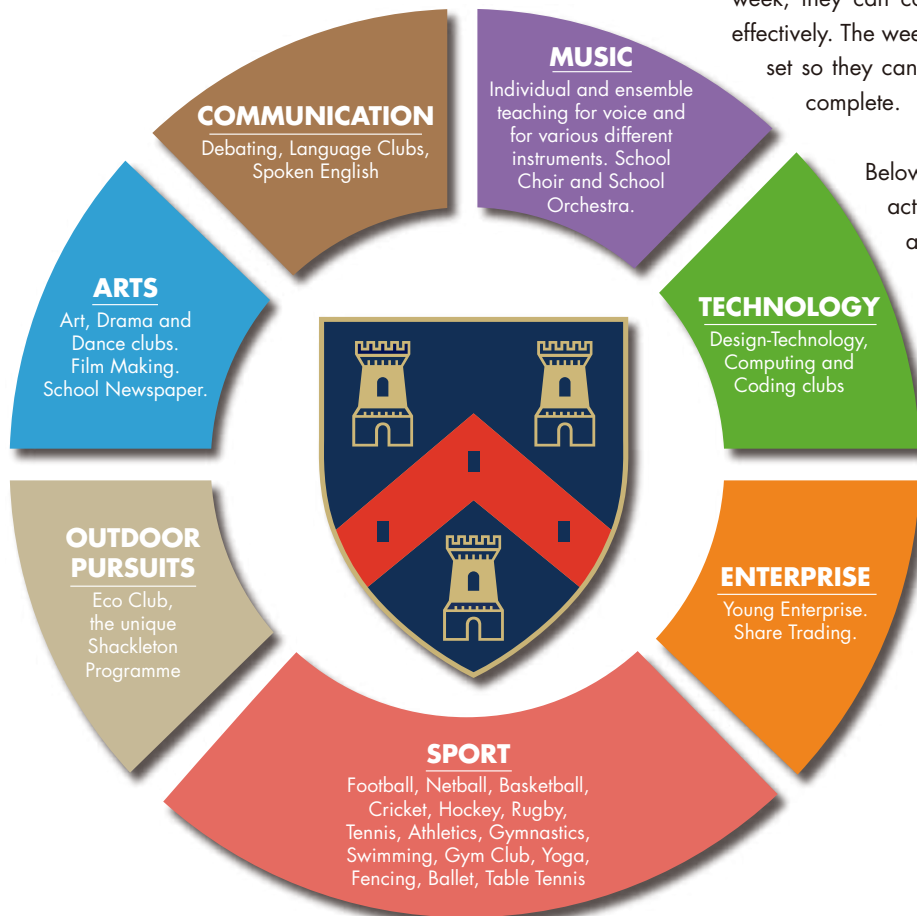 week, they can
effectively. The
set so they can
complete.
Below
MUSIC
Individual and ensemble
teaching for voice and
for various different
instruments. School
Choir and School
Orchestra.
COMMUNICATION
Debating, Language Clubs,
Spoken English
TECHNOLOGY
Design-Technology,
Computing and
Coding clubs
ARTS
Art, Drama and
Dance clubs.
Film Making.
School Newspaper.
OUTDOOR
PURSUITS
Eco Club,
the unique
Shackleton
Programme
ENTERPRISE
Young Enterprise.
Share Trading.
SPORT
Football, Netball, Basketball,
Cricket, Hockey, Rugby,
Tennis, Athletics, Gymnastics,
Swimming, Gym Club, Yoga,
Fencing, Ballet, Table Tennis